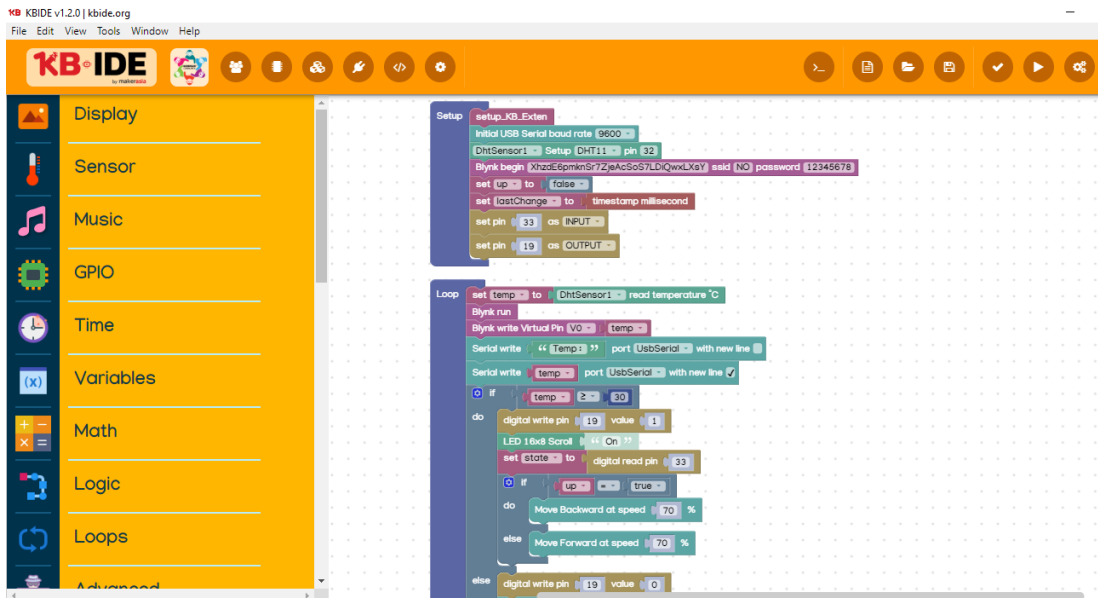 KB KBIDE v1.2.0 | kbide.org
File Edit View Tools Window Help
KB IDE
by makerasia
Display
Sensor
Music
GPIO
Time
Variables
Math
Logic
Loops
Advanced
Setup
setup_KB_Exten
Initial USB Serial baud rate 9600
DhtSensor1 Setup DHT11 pin 32
Blynk begin XhzdE6pmknSr7ZjeAcSoS7LDiQwxLXsY ssid NO password 12345678
set up to false
set lastChange to timestamp millisecond
set pin 33 as INPUT
set pin 19 as OUTPUT
Loop
set temp to DhtSensor1 read temperature °C
Blynk run
Blynk write Virtual Pin V0 temp
Serial write “ Temp : ” port UsbSerial with new line
Serial write temp port UsbSerial with new line
if temp ≥ 30
do digital write pin 19 value 1
LED 16x8 Scroll “ On ”
set state to digital read pin 33
if up = true
do Move Backward at speed 70 %
else Move Forward at speed 70 %
else digital write pin 19 value 0